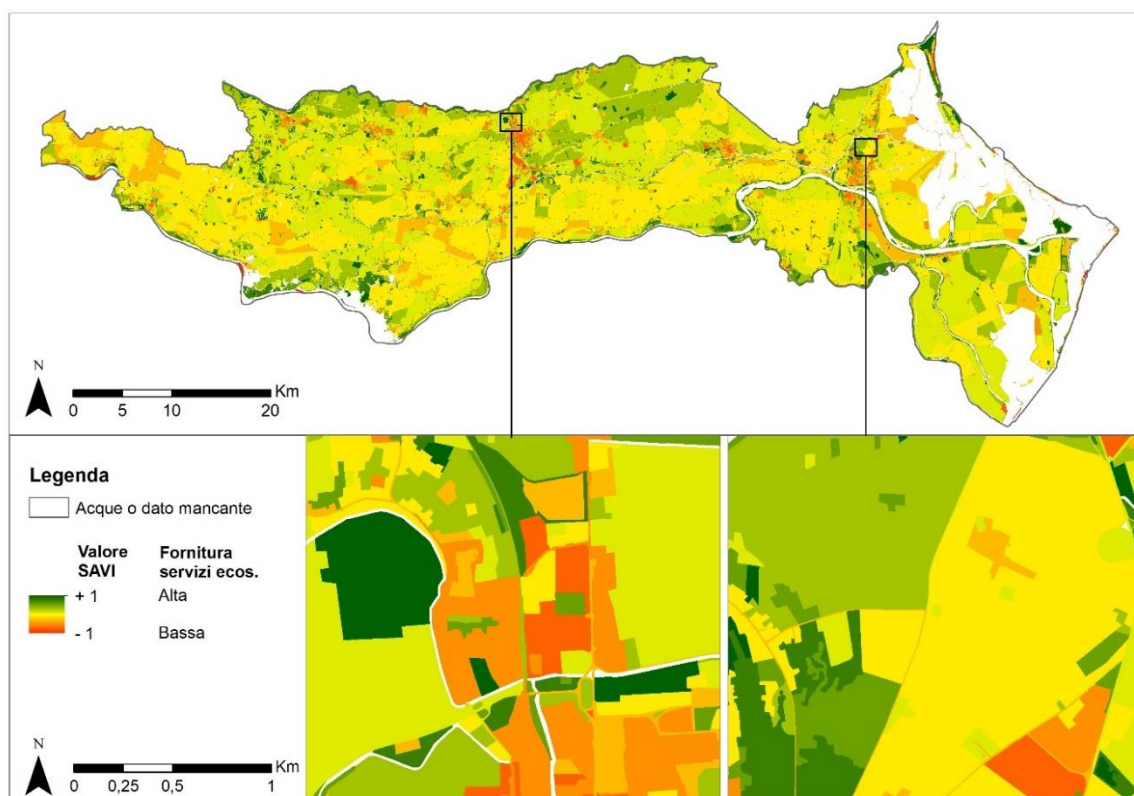 N
Km
0 5 10 20
Legenda
Acque o dato mancante
Valore SAVI Fornitura servizi ecos.
+ 1 Alta
- 1 Bassa
N
Km
0 0,25 0,5 1